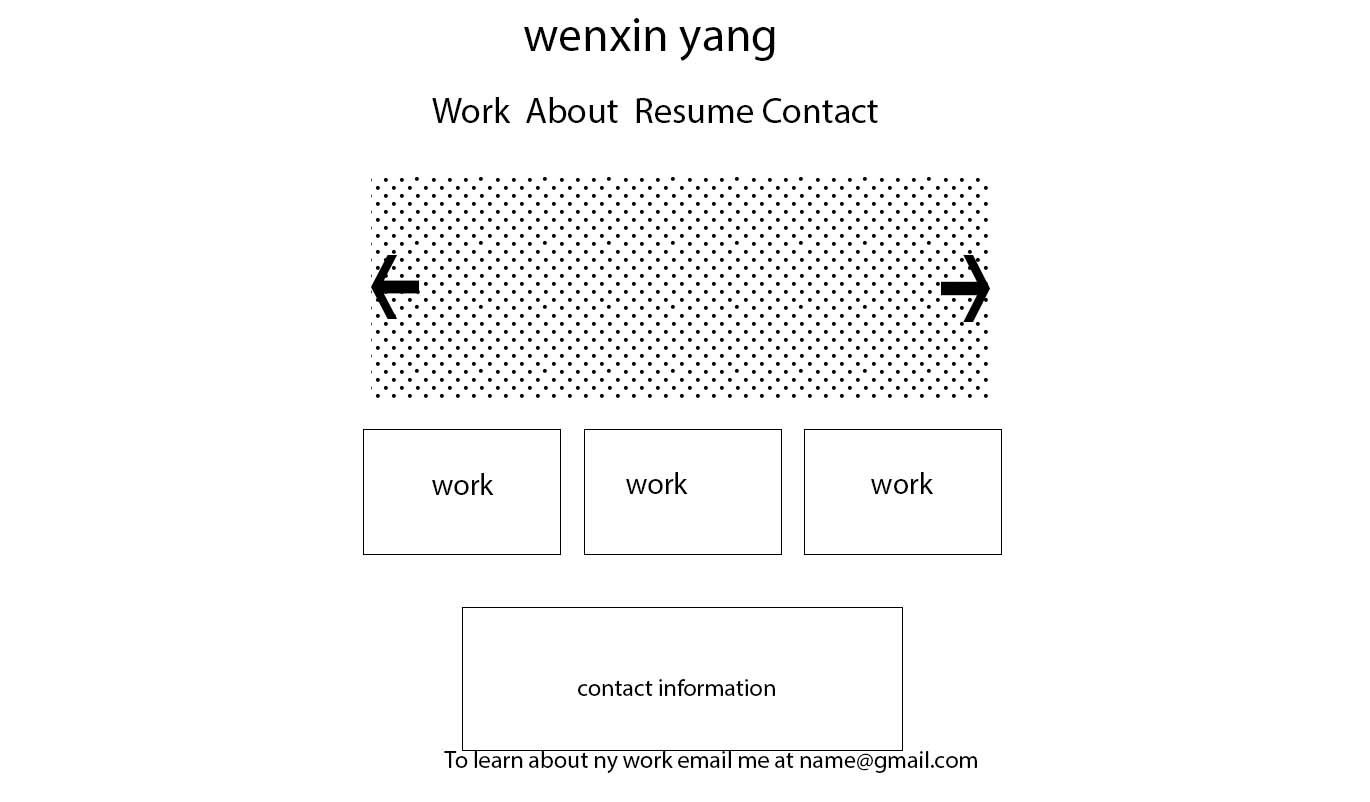 wenxin yang
Work About Resume Contact
work work work
contact information
To learn about ny work email me at name@gmail.com